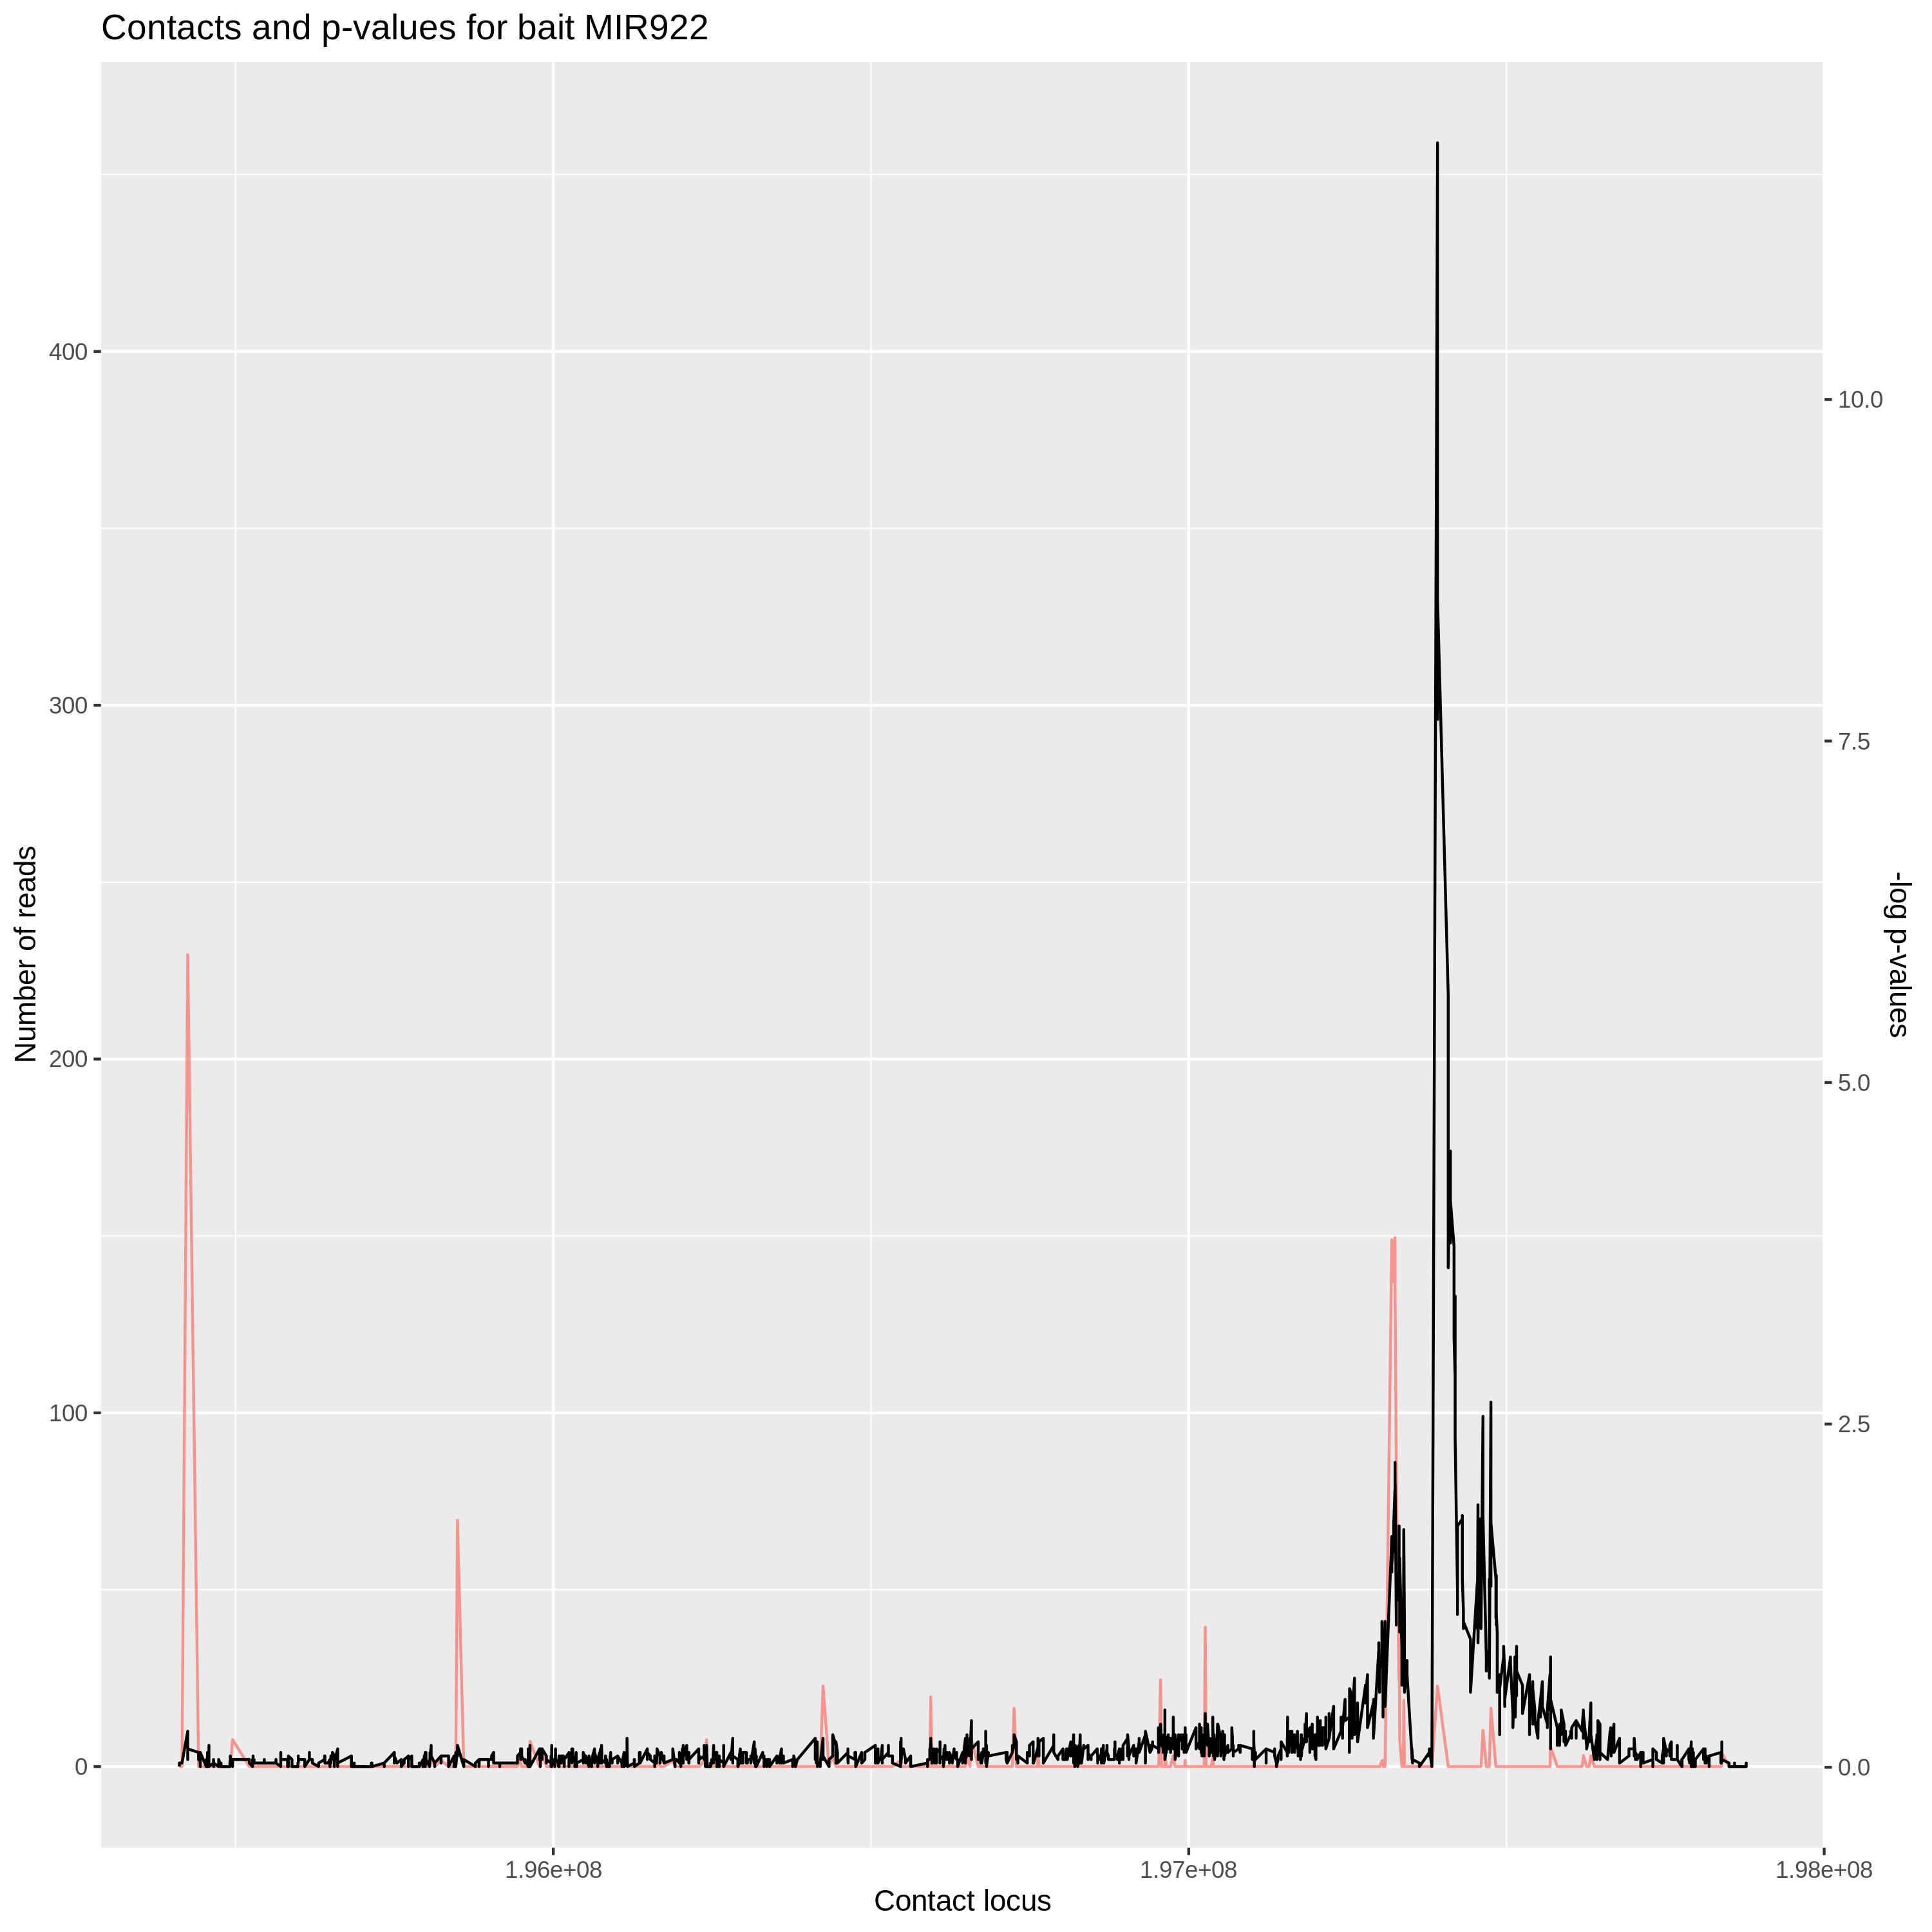 Contacts and p-values for bait MIR922
Number of reads
400
300
200
100
0
10.0
7.5
5.0
2.5
0.0
-log p-values
1.96e+08
1.97e+08
1.98e+08
Contact locus